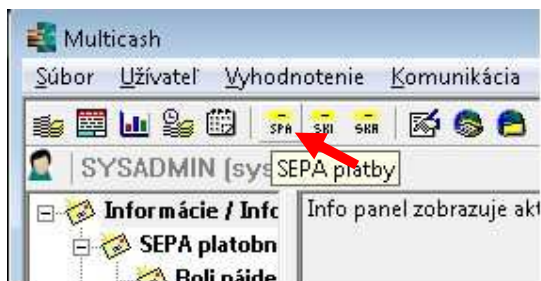 Multicash
Súbor Užívateľ Vyhodnotenie Komunikácia
SPA SKI SKA
SYSADMIN (sys
SEPA platby
Informácie / Info
Info panel zobrazuje akt
SEPA platobn
Boli nájde